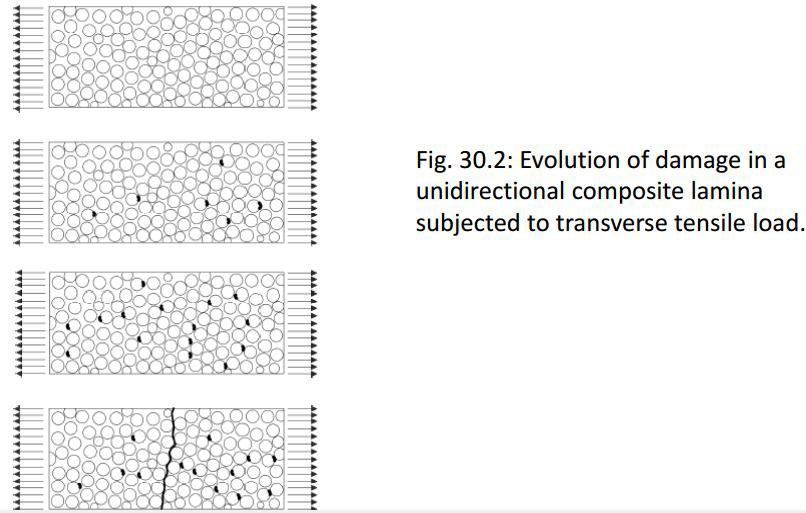 Fig. 30.2: Evolution of damage in a
unidirectional composite lamina
subjected to transverse tensile load.